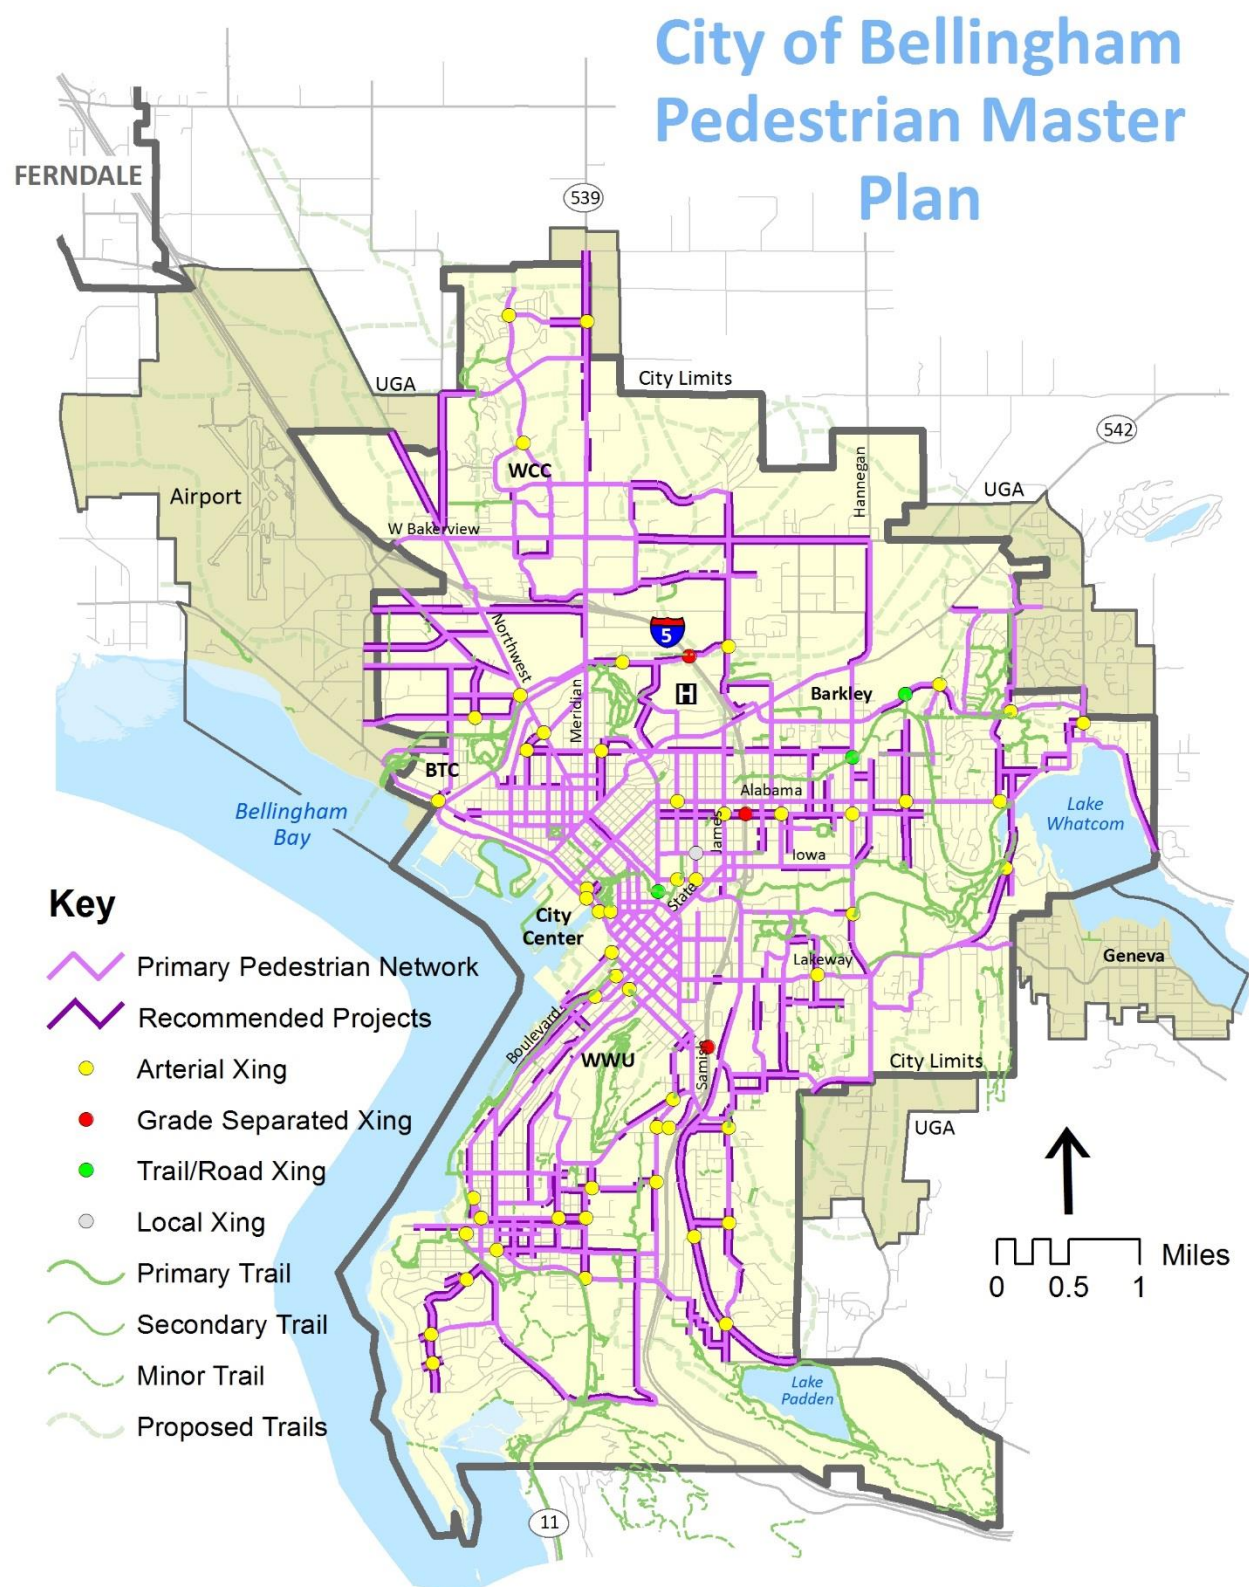 City of Bellingham
Pedestrian Master
Plan
FERNDALE
539
UGA
City Limits
542
WCC
Hannegan
UGA
Airport
W Bakerview
Northwest
5
Meridian
H
Barkley
BTC
Alabama
Bellingham
Bay
James
Lake
Whatcom
Iowa
State
City
Center
Lakeway
Geneva
Boulevard
WWU
Samish
City Limits
UGA
Key
Primary Pedestrian Network
Recommended Projects
Arterial Xing
Grade Separated Xing
Trail/Road Xing
Local Xing
Primary Trail
Secondary Trail
Minor Trail
Proposed Trails
Miles
0 0.5 1
Lake
Padden
11